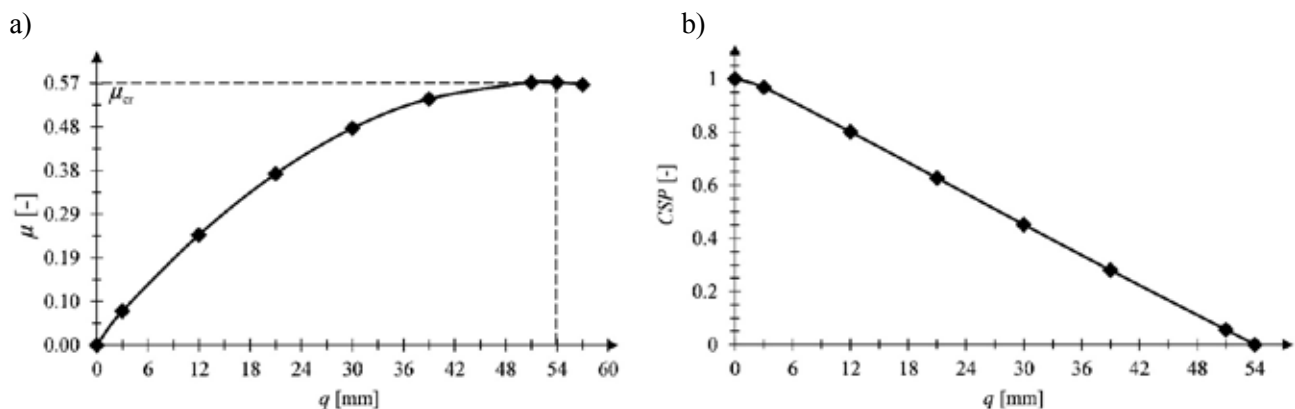 a)
0.57
μcr
0.48
0.38
0.29
0.19
0.10
0.00
μ [-]
0 6 12 18 24 30 36 42 48 54 60
q [mm]
b)
1
0.8
0.6
0.4
0.2
0
CSP [-]
0 6 12 18 24 30 36 42 48 54
q [mm]